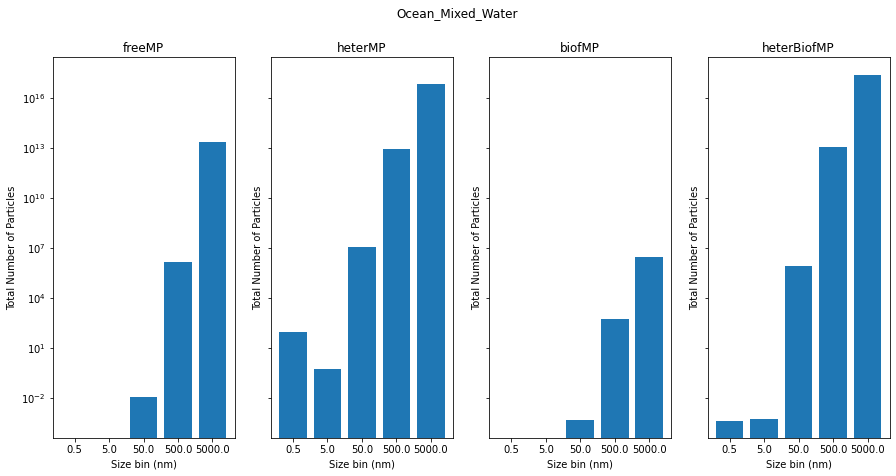 Ocean_Mixed_Water
freeMP
heterMP
biofMP
heterBiofMP
Total Number of Particles
10^16
10^13
10^10
10^7
10^4
10^1
10^-2
0.5 5.0 50.0 500.0 5000.0
Size bin (nm)
Total Number of Particles
0.5 5.0 50.0 500.0 5000.0
Size bin (nm)
Total Number of Particles
0.5 5.0 50.0 500.0 5000.0
Size bin (nm)
Total Number of Particles
0.5 5.0 50.0 500.0 5000.0
Size bin (nm)